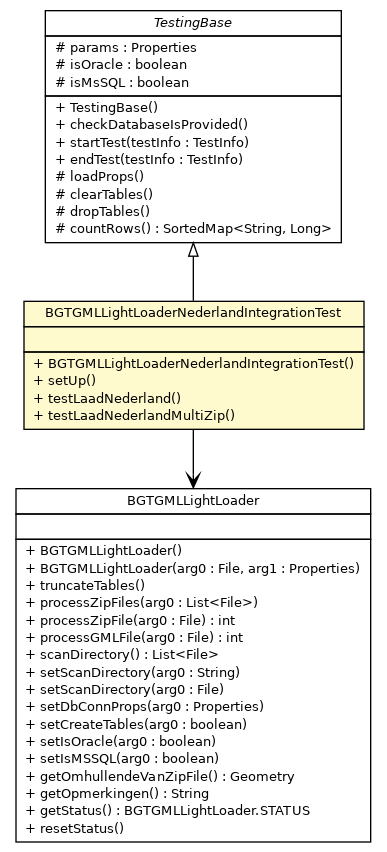 TestingBase
# params : Properties
# isOracle : boolean
# isMsSQL : boolean
+ TestingBase()
+ checkDatabaseIsProvided()
+ startTest(testInfo : TestInfo)
+ endTest(testInfo : TestInfo)
# loadProps()
# clearTables()
# dropTables()
# countRows() : SortedMap<String, Long>
BGTGMLLightLoaderNederlandIntegrationTest
+ BGTGMLLightLoaderNederlandIntegrationTest()
+ setUp()
+ testLaadNederland()
+ testLaadNederlandMultiZip()
BGTGMLLightLoader
+ BGTGMLLightLoader()
+ BGTGMLLightLoader(arg0 : File, arg1 : Properties)
+ truncateTables()
+ processZipFiles(arg0 : List<File>)
+ processZipFile(arg0 : File) : int
+ processGMLFile(arg0 : File) : int
+ scanDirectory() : List<File>
+ setScanDirectory(arg0 : String)
+ setScanDirectory(arg0 : File)
+ setDbConnProps(arg0 : Properties)
+ setCreateTables(arg0 : boolean)
+ setIsOracle(arg0 : boolean)
+ setIsMSSQL(arg0 : boolean)
+ getOmhullendeVanZipFile() : Geometry
+ getOpmerkingen() : String
+ getStatus() : BGTGMLLightLoader.STATUS
+ resetStatus()